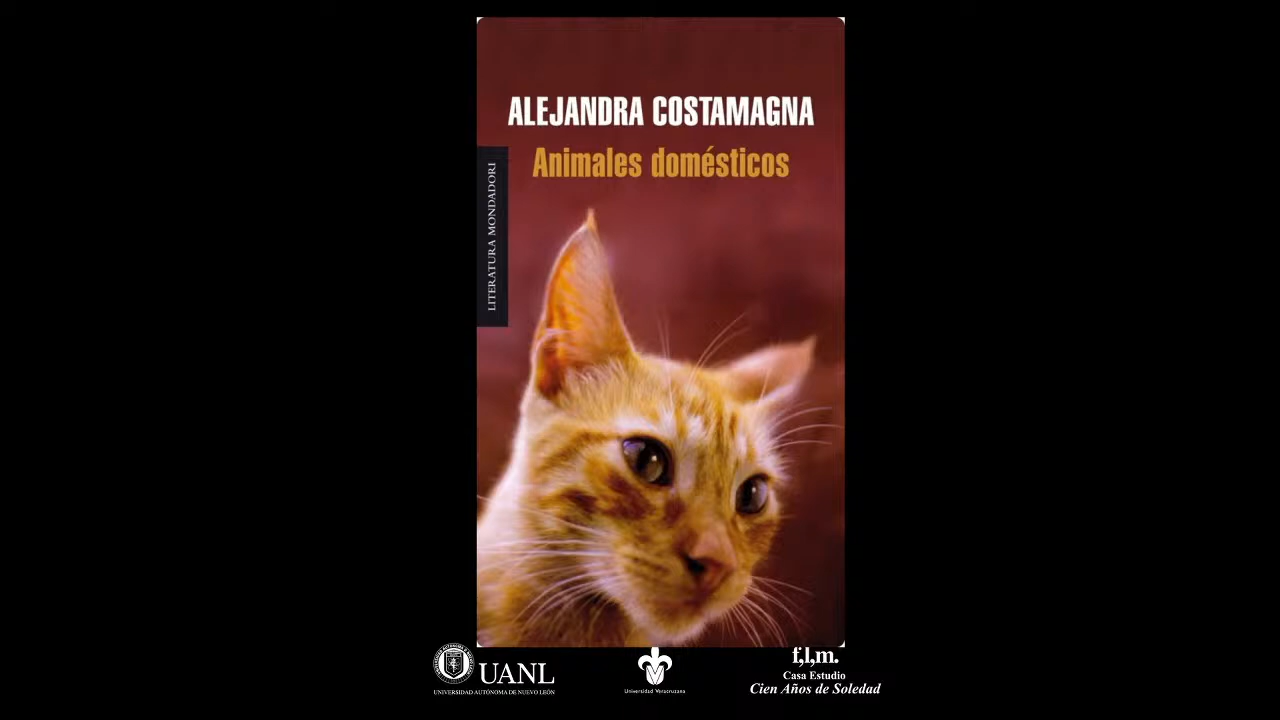 ALEJANDRA COSTAMAGNA
Animales domésticos
LITERATURA MONDADORI
UANL
UNIVERSIDAD AUTÓNOMA DE NUEVO LEÓN
Universidad Veracruzana
f,l,m.
Casa Estudio
Cien Años de Soledad